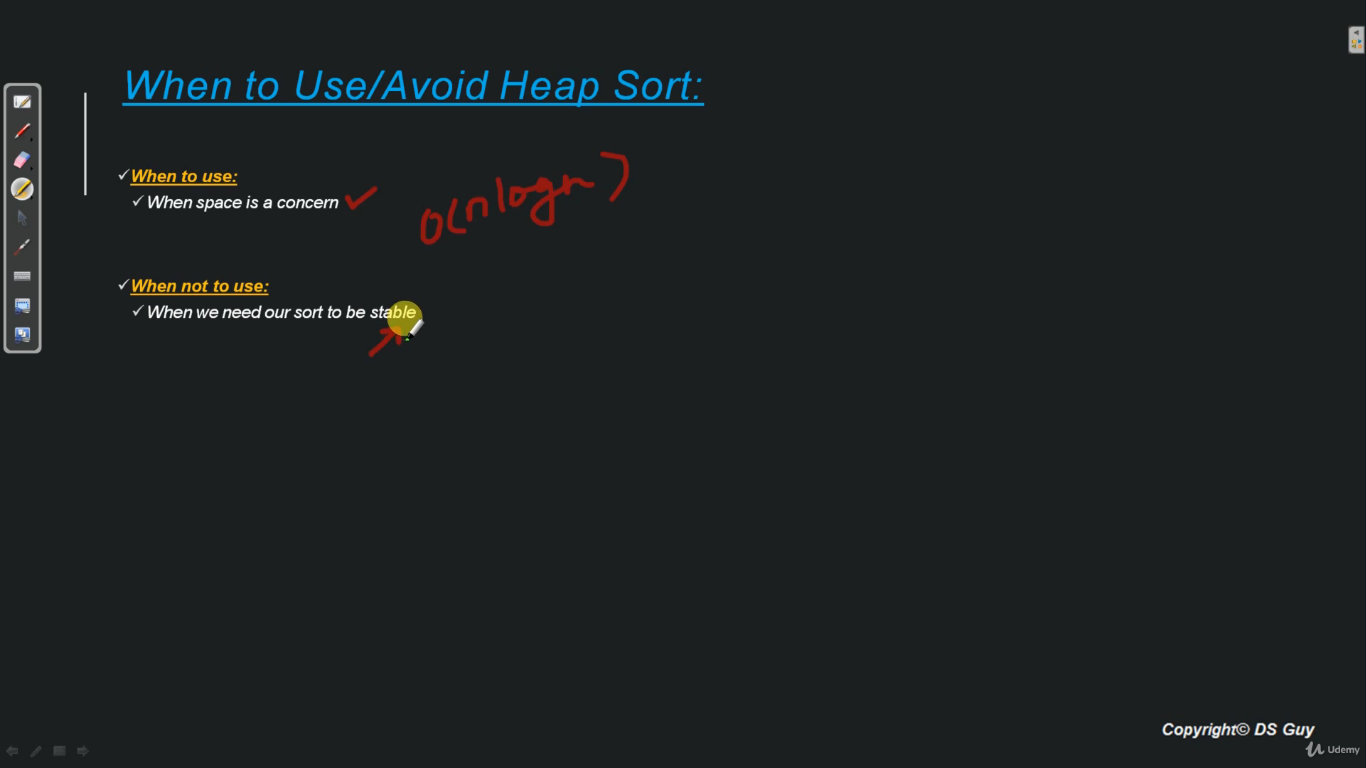 When to Use/Avoid Heap Sort:
When to use:
When space is a concern
O(nlogn)
When not to use:
When we need our sort to be stable
Copyright© DS Guy
Udemy